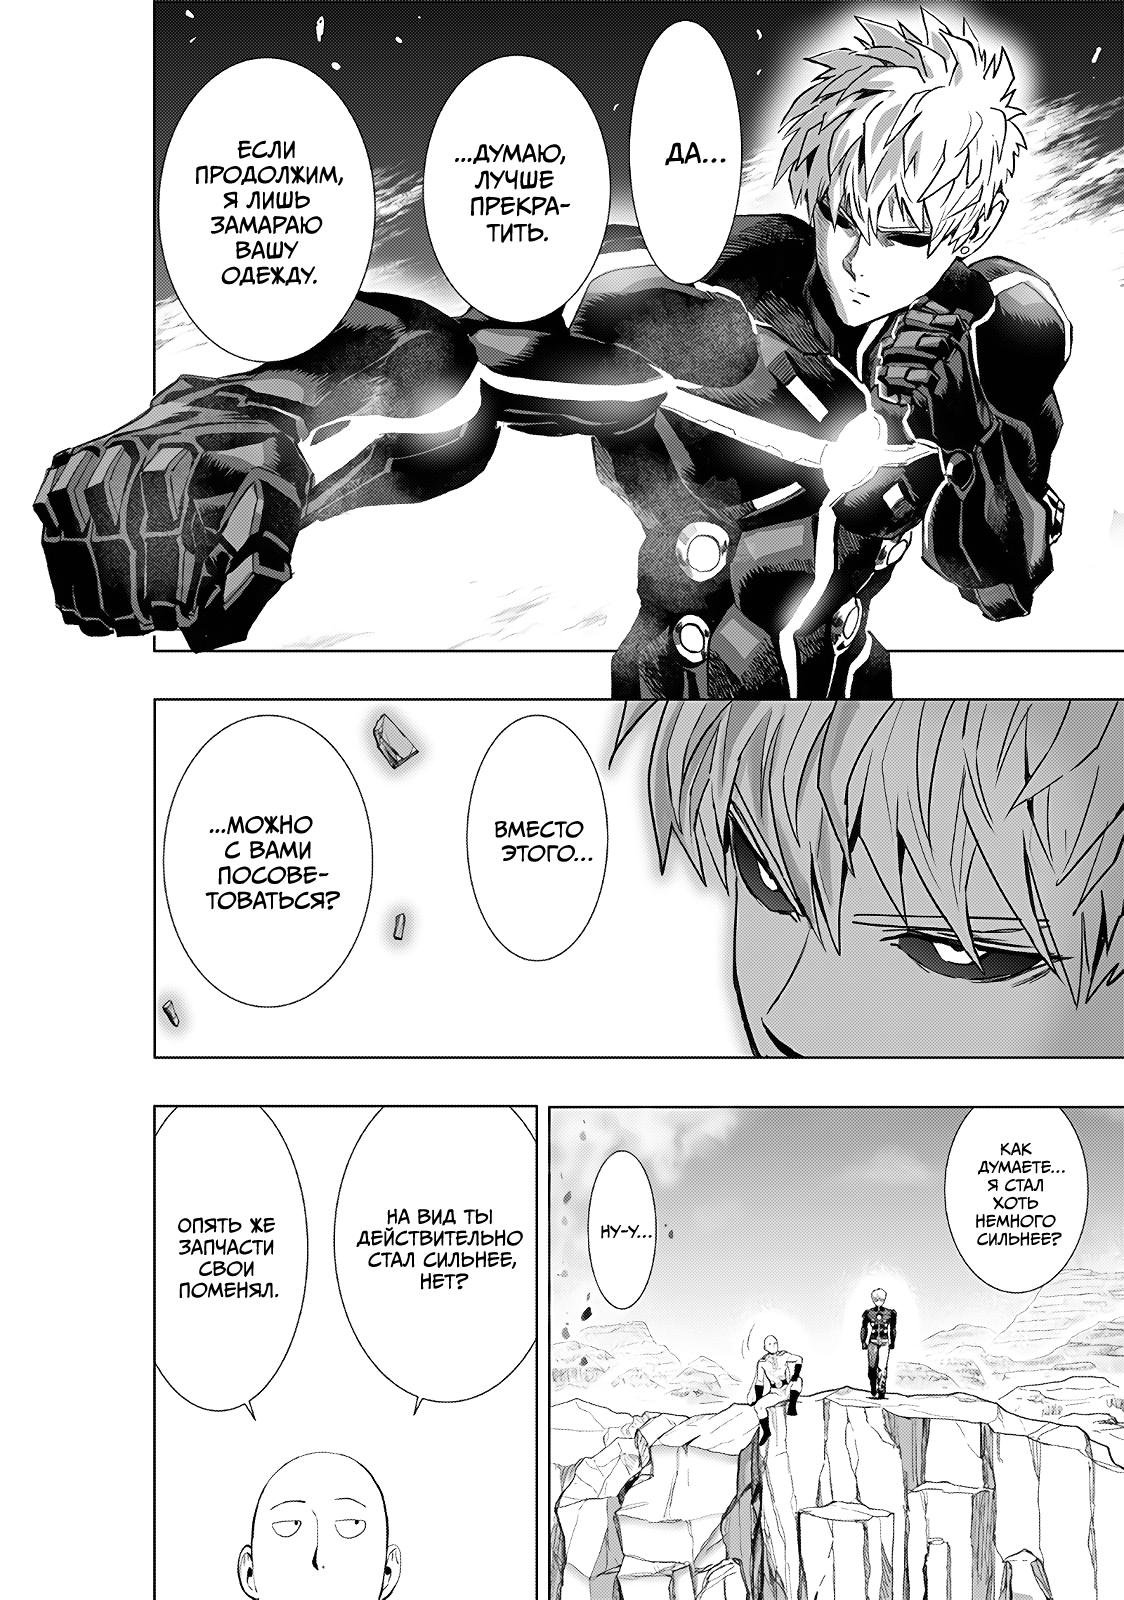 ДА...
...ДУМАЮ,
ЛУЧШЕ
ПРЕКРА-
ТИТЬ.
ЕСЛИ
ПРОДОЛЖИМ,
Я ЛИШЬ
ЗАМАРАЮ
ВАШУ
ОДЕЖДУ.
ВМЕСТО
ЭТОГО...
...МОЖНО
С ВАМИ
ПОСОВЕ-
ТОВАТЬСЯ?
КАК
ДУМАЕТЕ...
Я СТАЛ
ХОТЬ
НЕМНОГО
СИЛЬНЕЕ?
НУ-У...
НА ВИД ТЫ
ДЕЙСТВИТЕЛЬНО
СТАЛ СИЛЬНЕЕ,
НЕТ?
ОПЯТЬ ЖЕ
ЗАПЧАСТИ
СВОИ
ПОМЕНЯЛ.